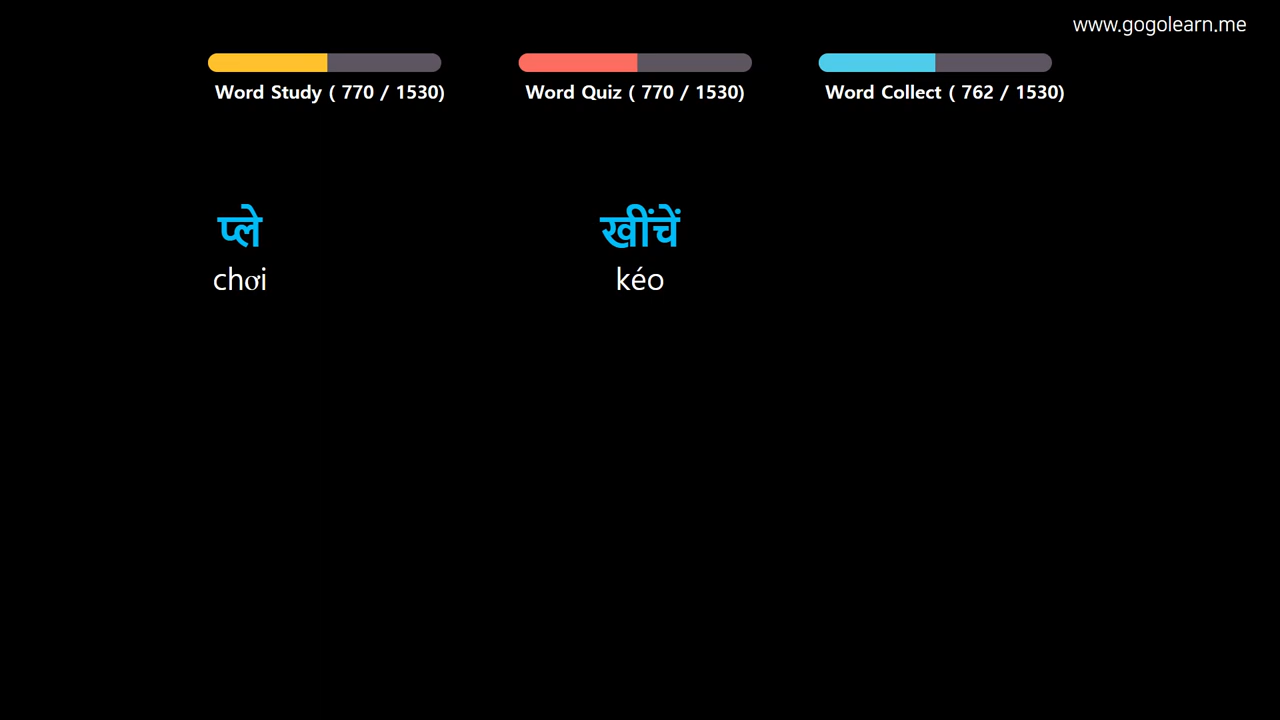 www.gogolearn.me
Word Study ( 770 / 1530)
Word Quiz ( 770 / 1530)
Word Collect ( 762 / 1530)
प्ले
खींचें
chơi
kéo